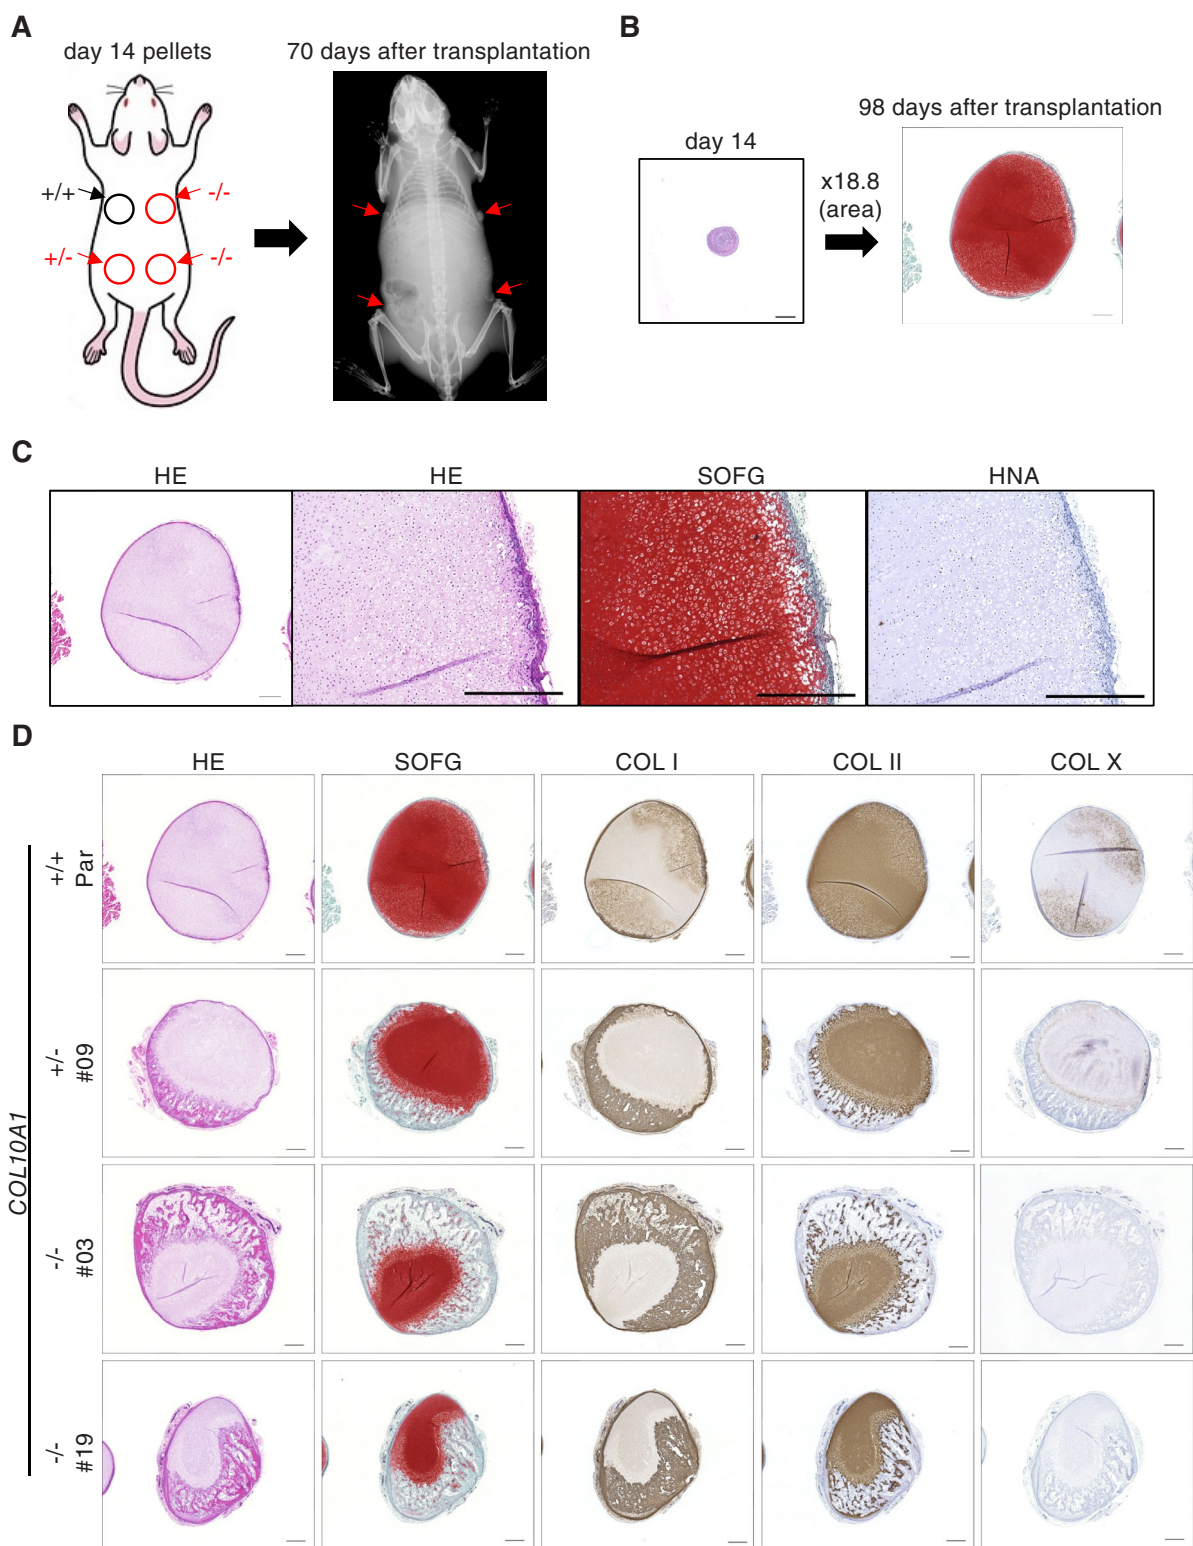 A
day 14 pellets
70 days after transplantation
+/+
-/-
+/-
-/-
B
day 14
x18.8
(area)
98 days after transplantation
C
HE
HE
SOFG
HNA
D
HE
SOFG
COL I
COL II
COL X
COL10A1
+/+
Par
+/-
#09
-/-
#03
-/-
#19